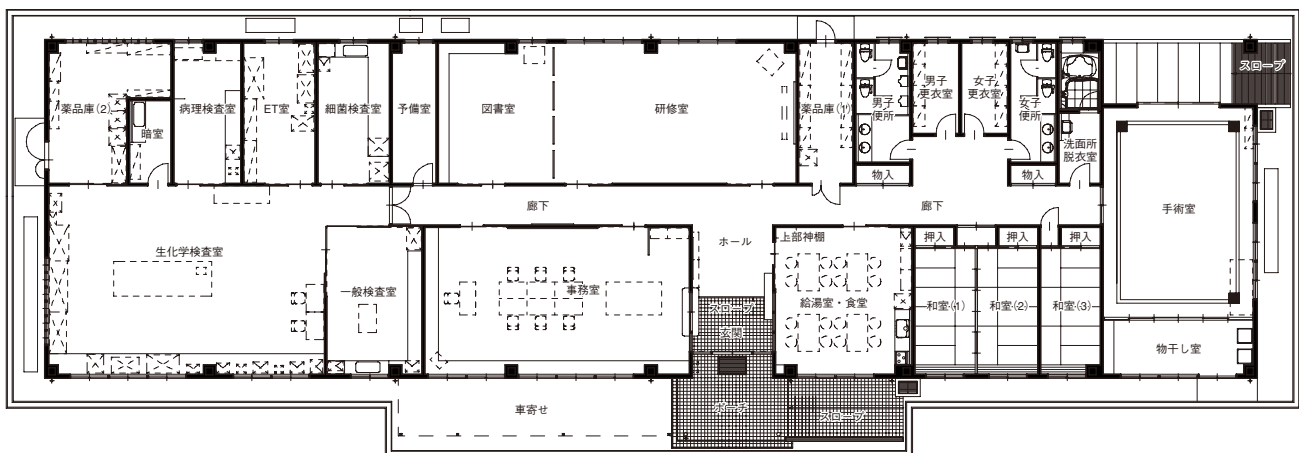 スロープ
薬品庫(2)
暗室
病理検査室
ET室
細菌検査室
予備室
図書室
研修室
薬品庫(1)
男子
便所
男子
更衣室
女子
更衣室
女子
便所
洗面所
脱衣室
物入
物入
手術室
廊下
廊下
生化学検査室
一般検査室
事務室
ホール
上部神棚
給湯室・食堂
押入
押入
押入
和室(1)
和室(2)
和室(3)
スロープ
玄関
物干し室
車寄せ
ポーチ
スロープ